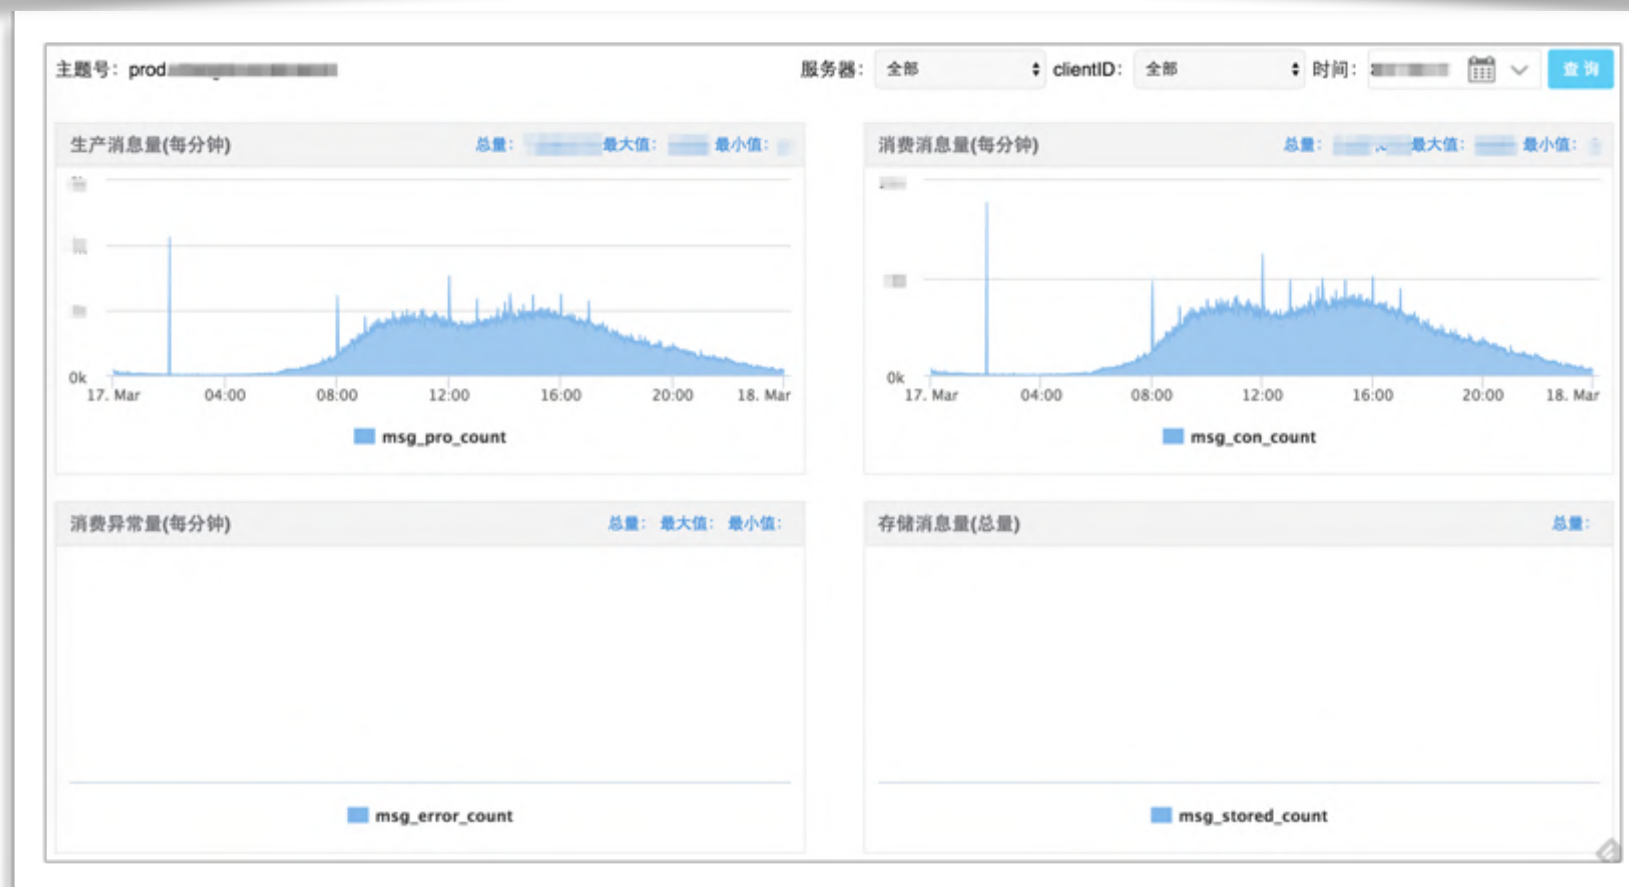 主题号: prod
服务器: 全部 clientID: 全部 时间: 查询
生产消息量(每分钟) 总量: 最大值: 最小值:
消费消息量(每分钟) 总量: 最大值: 最小值:
0k
17. Mar 04:00 08:00 12:00 16:00 20:00 18. Mar
msg_pro_count
0k
17. Mar 04:00 08:00 12:00 16:00 20:00 18. Mar
msg_con_count
消费异常量(每分钟) 总量: 最大值: 最小值:
存储消息量(总量) 总量:
msg_error_count
msg_stored_count